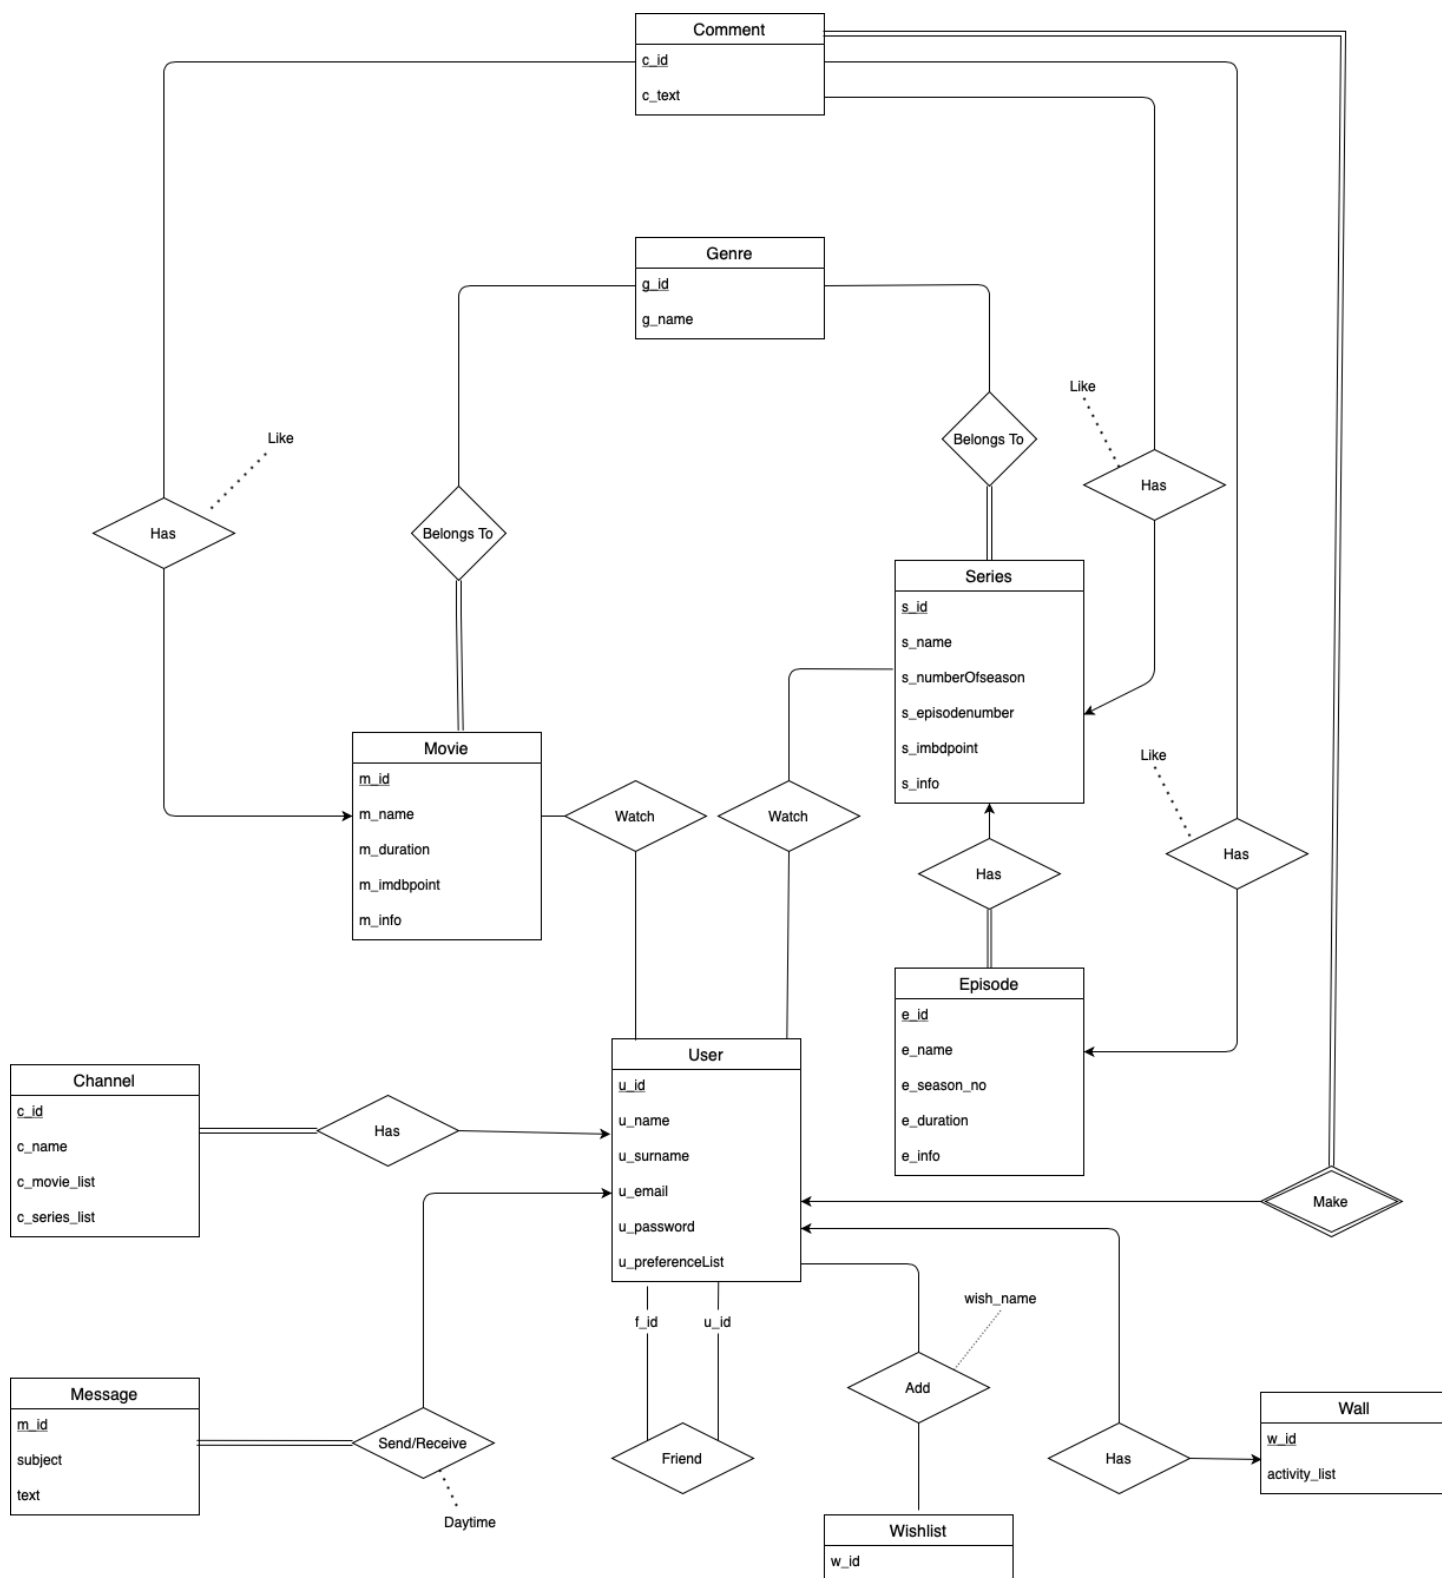 Comment
c_id
c_text
Genre
g_id
g_name
Like
Like
Belongs To
Has
Has
Belongs To
Series
s_id
s_name
s_numberOfseason
s_episodenumber
s_imbdpoint
s_info
Movie
m_id
m_name
m_duration
m_imdbpoint
m_info
Watch
Watch
Like
Has
Has
Episode
e_id
e_name
e_season_no
e_duration
e_info
User
u_id
u_name
u_surname
u_email
u_password
u_preferenceList
Channel
c_id
c_name
c_movie_list
c_series_list
Has
Make
f_id
u_id
wish_name
Add
Message
m_id
subject
text
Send/Receive
Daytime
Friend
Has
Wall
w_id
activity_list
Wishlist
w_id